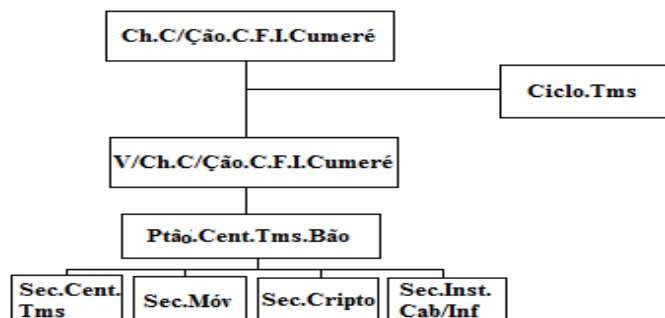 Ch.C/Ção.C.F.I.Cumeré
Ciclo.Tms
V/Ch.C/Ção.C.F.I.Cumeré
Ptão.Cent.Tms.Bão
Sec.Cent.
Tms
Sec.Móv
Sec.Cripto
Sec.Inst.
Cab/Inf